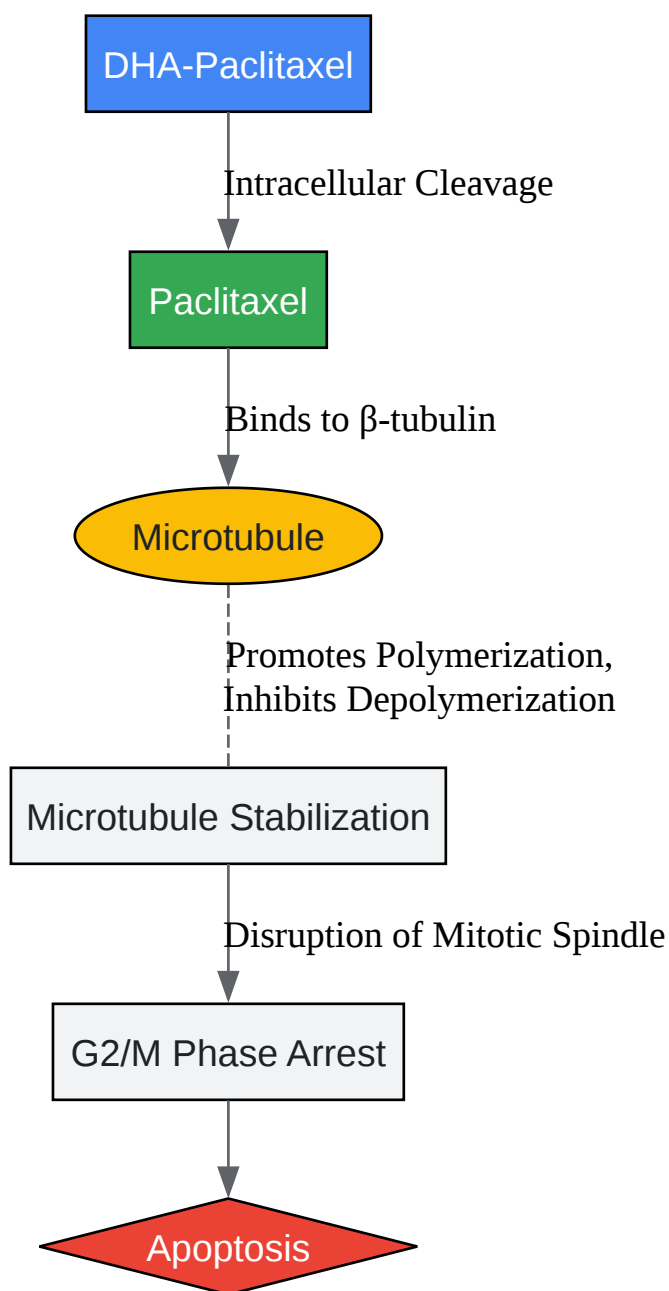 DHA-Paclitaxel
Intracellular Cleavage
Paclitaxel
Binds to β-tubulin
Microtubule
Promotes Polymerization,
Inhibits Depolymerization
Microtubule Stabilization
Disruption of Mitotic Spindle
G2/M Phase Arrest
Apoptosis